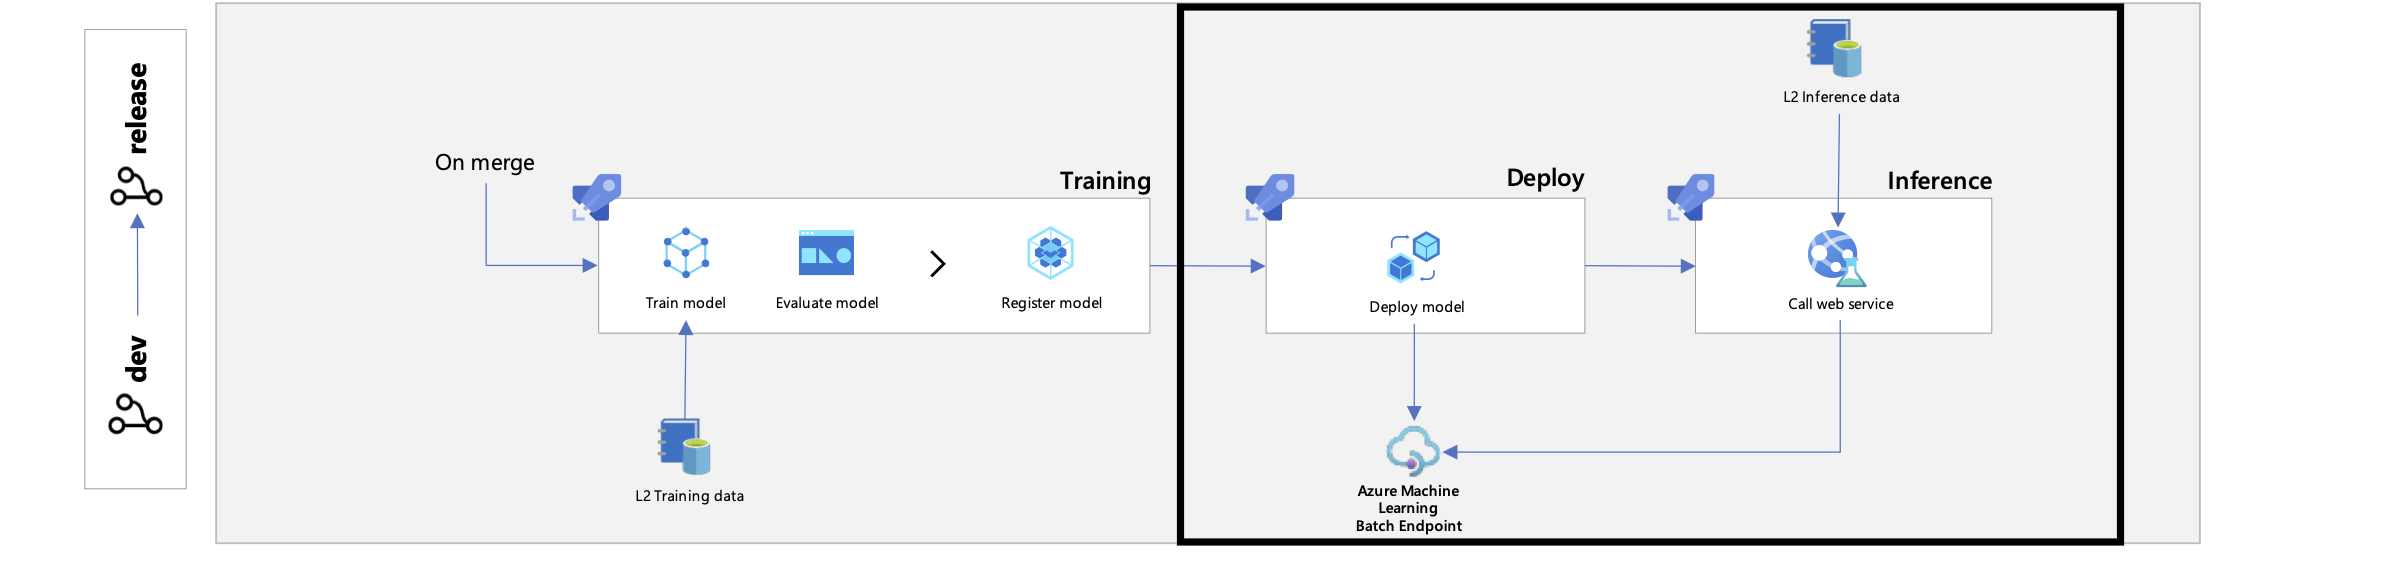 release
dev
On merge
Training
Train model
Evaluate model
Register model
L2 Training data
Deploy
Deploy model
Azure Machine
Learning
Batch Endpoint
L2 Inference data
Inference
Call web service